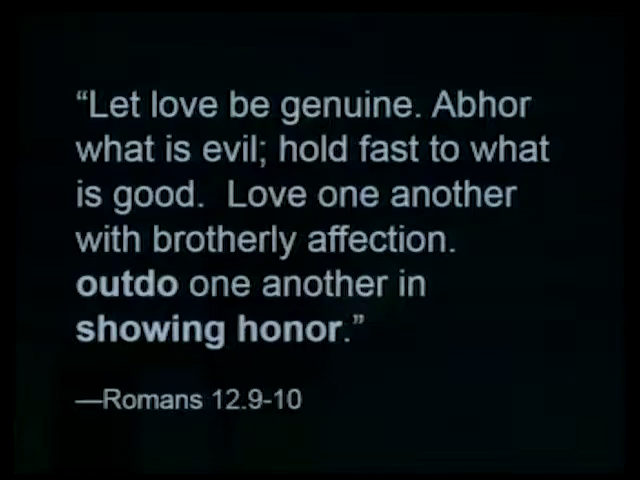 “Let love be genuine. Abhor
what is evil; hold fast to what
is good.  Love one another
with brotherly affection.
outdo one another in
showing honor.”
—Romans 12.9-10